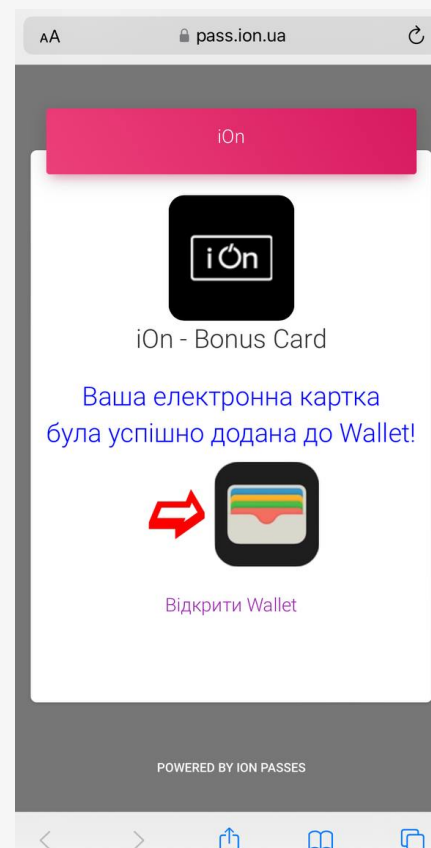 AA
pass.ion.ua
iOn
iOn
iOn - Bonus Card
Ваша електронна картка
була успішно додана до Wallet!
Відкрити Wallet
POWERED BY ION PASSES